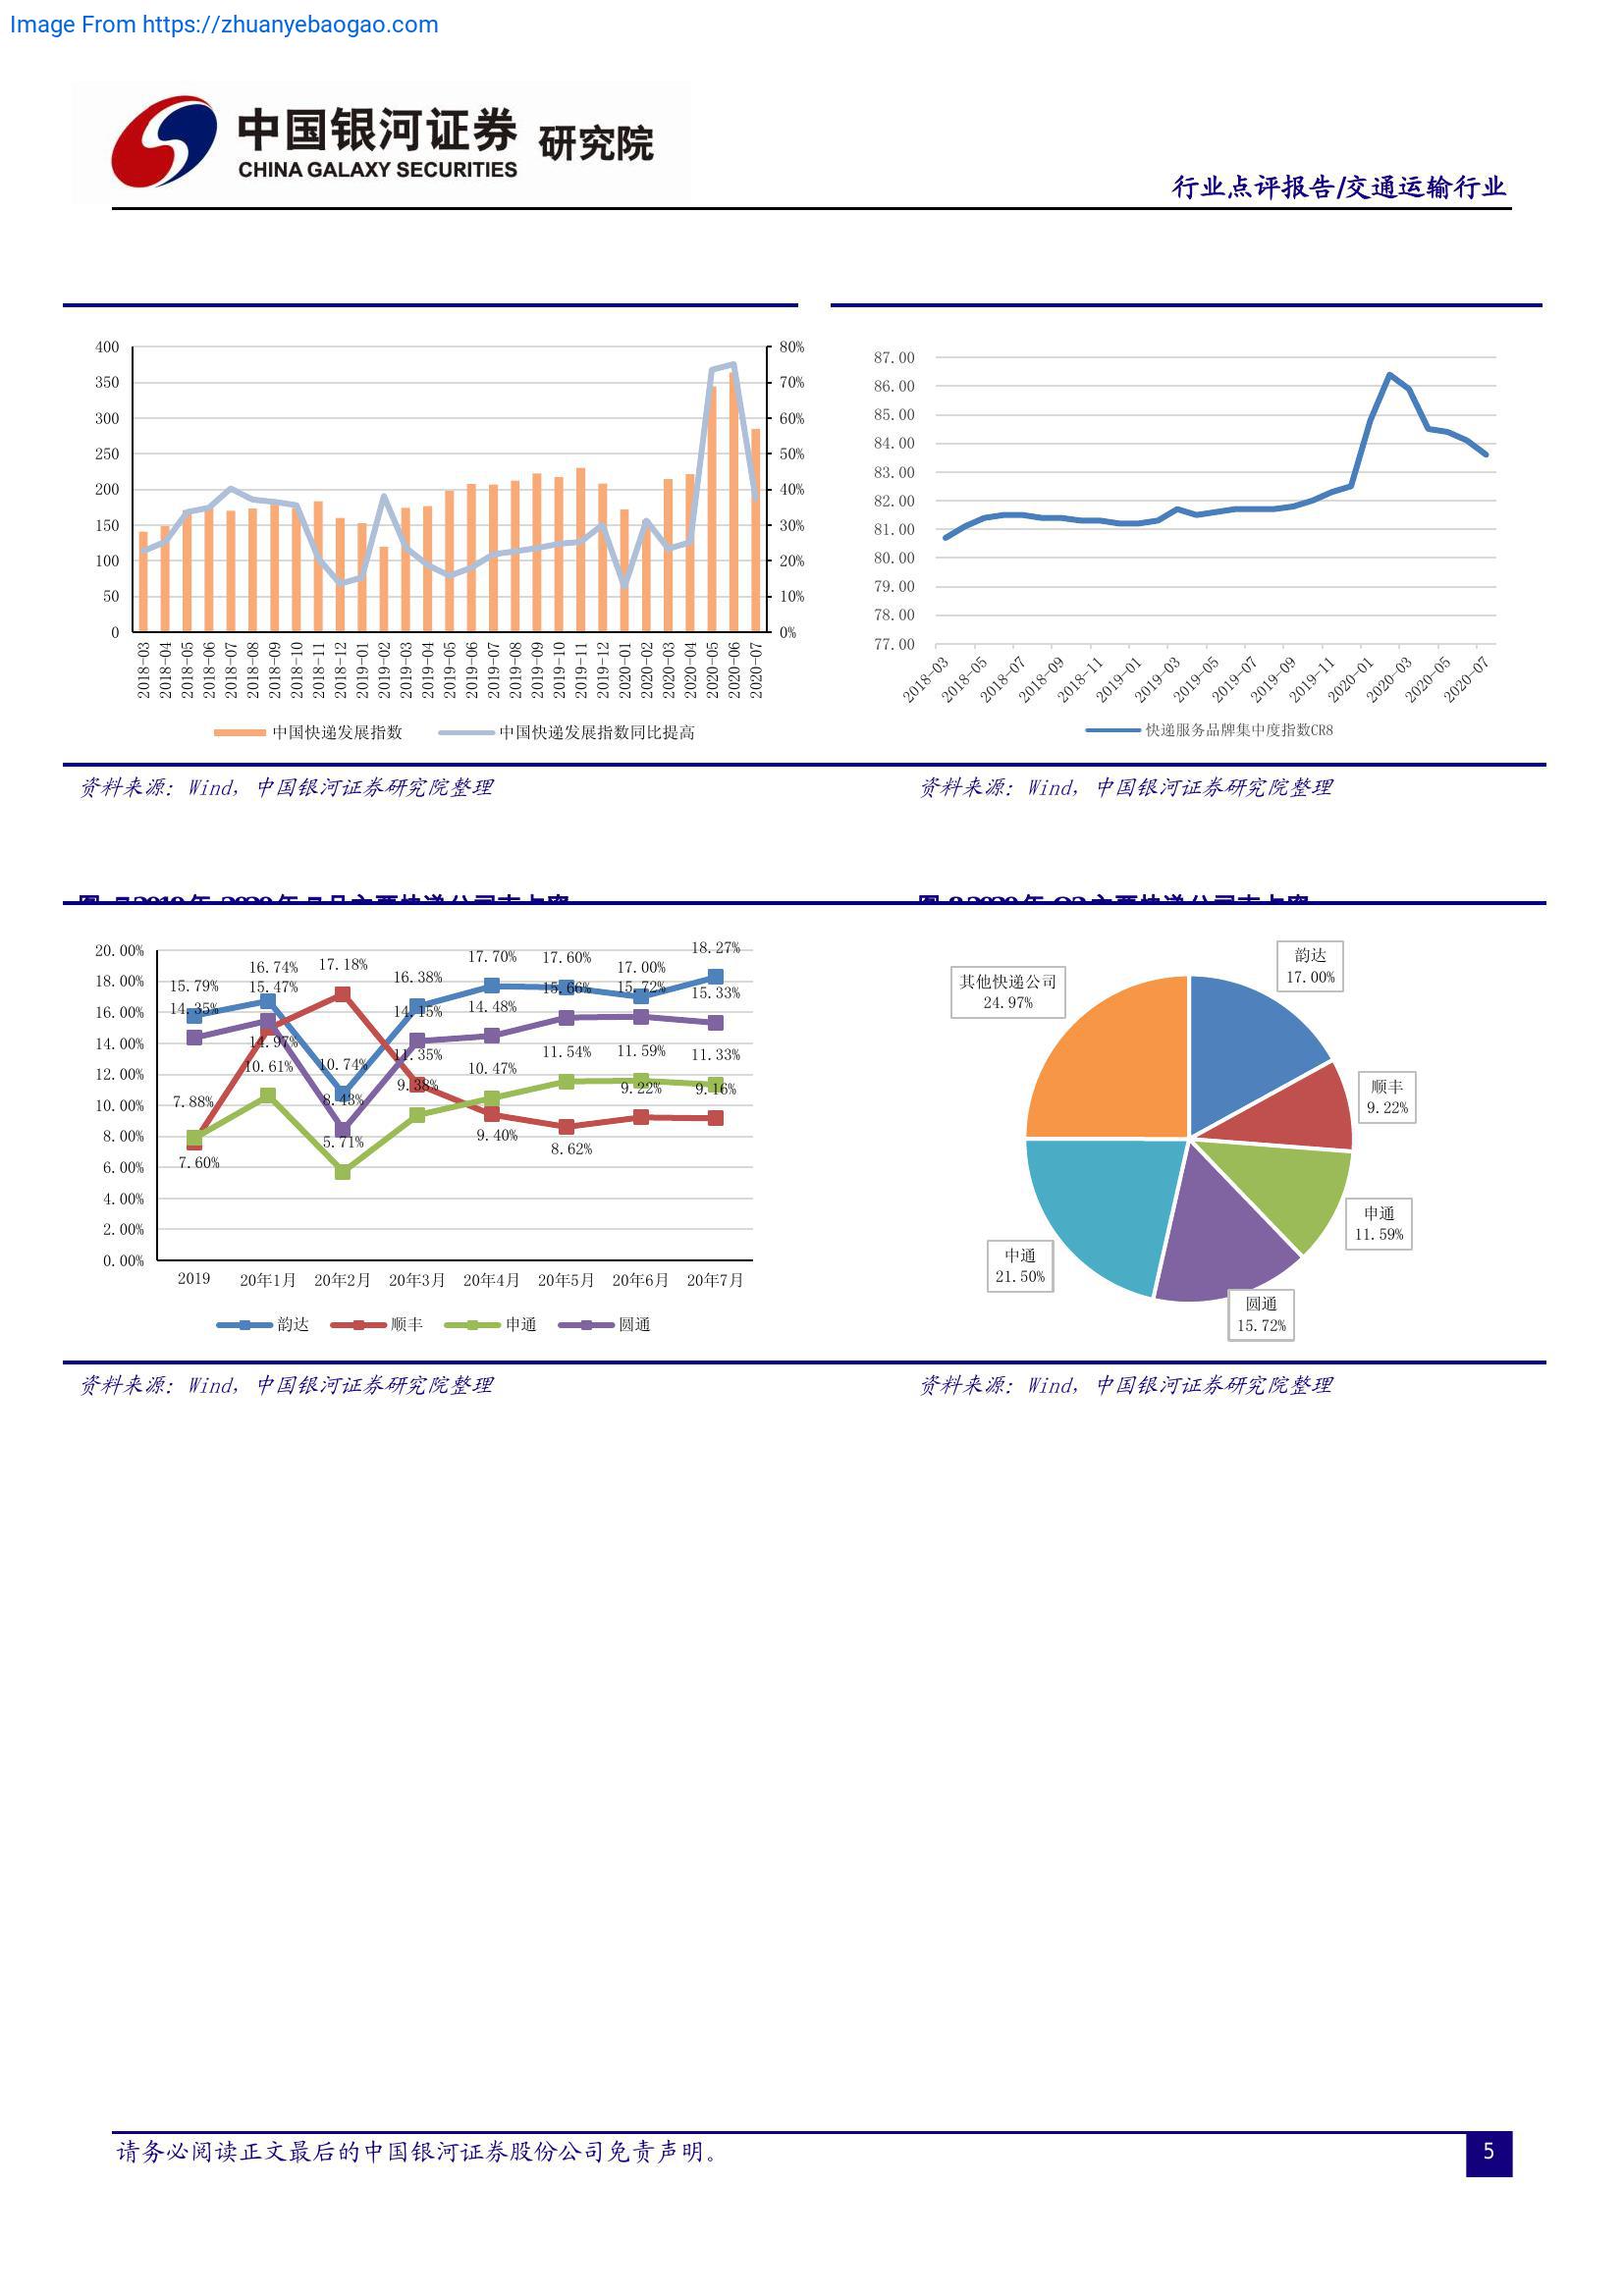 Image From https://zhuanyebaogao.com
中国银河证券 研究院
CHINA GALAXY SECURITIES
行业点评报告/交通运输行业
400
350
300
250
200
150
100
50
0
80%
70%
60%
50%
40%
30%
20%
10%
0%
2018-03 2018-04 2018-05 2018-06 2018-07 2018-08 2018-09 2018-10 2018-11 2018-12 2019-01 2019-02 2019-03 2019-04 2019-05 2019-06 2019-07 2019-08 2019-09 2019-10 2019-11 2019-12 2020-01 2020-02 2020-03 2020-04 2020-05 2020-06 2020-07
中国快递发展指数 中国快递发展指数同比提高
87.00
86.00
85.00
84.00
83.00
82.00
81.00
80.00
79.00
78.00
77.00
2018-03 2018-05 2018-07 2018-09 2018-11 2019-01 2019-03 2019-05 2019-07 2019-09 2019-11 2020-01 2020-03 2020-05 2020-07
快递服务品牌集中度指数CR8
资料来源：Wind，中国银河证券研究院整理
资料来源：Wind，中国银河证券研究院整理
20.00%
18.00%
16.00%
14.00%
12.00%
10.00%
8.00%
6.00%
4.00%
2.00%
0.00%
15.79% 16.74% 10.74% 16.38% 17.70% 17.60% 17.00% 18.27%
7.60% 14.97% 17.18% 11.35% 9.40% 8.62% 9.22% 9.16%
7.88% 10.61% 5.71% 9.38% 10.47% 11.54% 11.59% 11.33%
14.35% 15.47% 8.43% 14.15% 14.48% 15.66% 15.72% 15.33%
2019 20年1月 20年2月 20年3月 20年4月 20年5月 20年6月 20年7月
韵达 顺丰 申通 圆通
韵达
17.00%
顺丰
9.22%
申通
11.59%
圆通
15.72%
中通
21.50%
其他快递公司
24.97%
资料来源：Wind，中国银河证券研究院整理
资料来源：Wind，中国银河证券研究院整理
请务必阅读正文最后的中国银河证券股份公司免责声明。
5